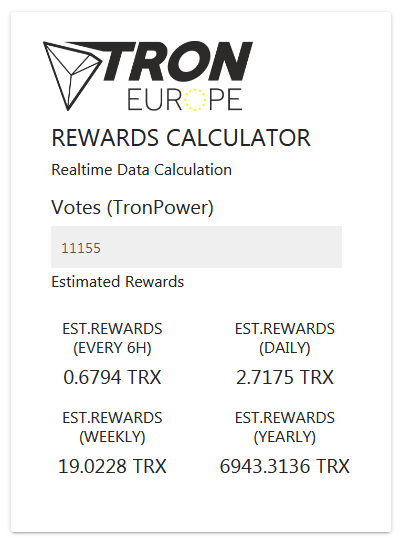 TRON
EUROPE
REWARDS CALCULATOR
Realtime Data Calculation
Votes (TronPower)
11155
Estimated Rewards
EST.REWARDS
(EVERY 6H)
0.6794 TRX
EST.REWARDS
(DAILY)
2.7175 TRX
EST.REWARDS
(WEEKLY)
19.0228 TRX
EST.REWARDS
(YEARLY)
6943.3136 TRX